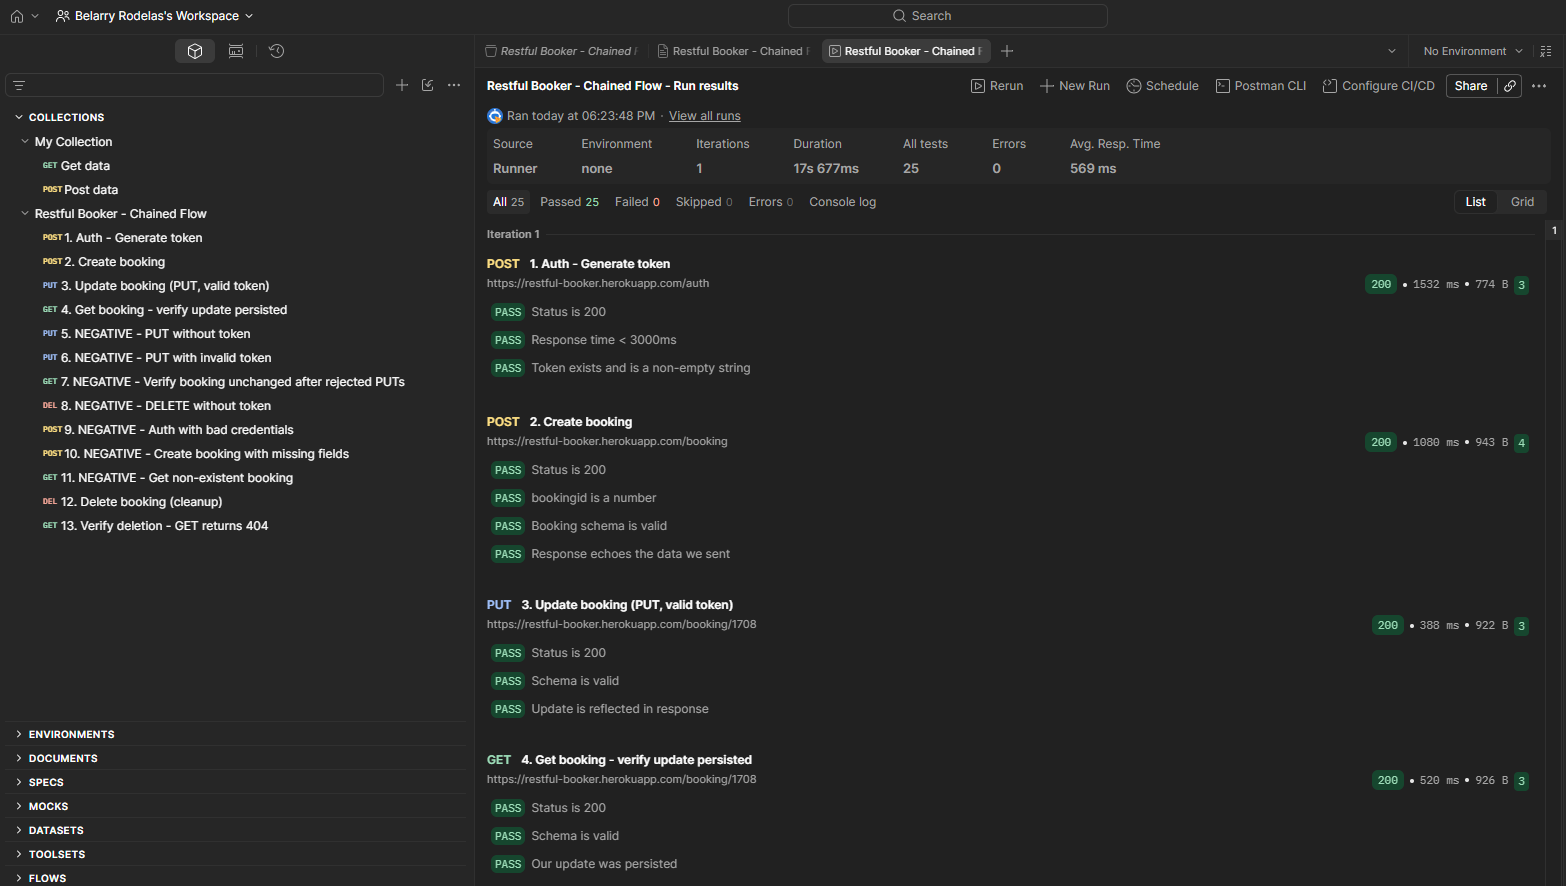 Belarry Rodelas's Workspace
Search
COLLECTIONS
My Collection
GET Get data
POST Post data
Restful Booker - Chained Flow
POST 1. Auth - Generate token
POST 2. Create booking
PUT 3. Update booking (PUT, valid token)
GET 4. Get booking - verify update persisted
PUT 5. NEGATIVE - PUT without token
PUT 6. NEGATIVE - PUT with invalid token
GET 7. NEGATIVE - Verify booking unchanged after rejected PUTs
DEL 8. NEGATIVE - DELETE without token
POST 9. NEGATIVE - Auth with bad credentials
POST 10. NEGATIVE - Create booking with missing fields
GET 11. NEGATIVE - Get non-existent booking
DEL 12. Delete booking (cleanup)
GET 13. Verify deletion - GET returns 404
ENVIRONMENTS
DOCUMENTS
SPECS
MOCKS
DATASETS
TOOLSETS
FLOWS
Restful Booker - Chained Restful Booker - Chained Restful Booker - Chained No Environment
Restful Booker - Chained Flow - Run results Rerun New Run Schedule Postman CLI Configure CI/CD Share
Ran today at 06:23:48 PM · View all runs
Source Environment Iterations Duration All tests Errors Avg. Resp. Time
Runner none 1 17s 677ms 25 0 569 ms
All 25 Passed 25 Failed 0 Skipped 0 Errors 0 Console log List Grid
Iteration 1 1
POST 1. Auth - Generate token
https://restful-booker.herokuapp.com/auth 200 • 1532 ms • 774 B 3
PASS Status is 200
PASS Response time < 3000ms
PASS Token exists and is a non-empty string
POST 2. Create booking
https://restful-booker.herokuapp.com/booking 200 • 1080 ms • 943 B 4
PASS Status is 200
PASS bookingid is a number
PASS Booking schema is valid
PASS Response echoes the data we sent
PUT 3. Update booking (PUT, valid token)
https://restful-booker.herokuapp.com/booking/1708 200 • 388 ms • 922 B 3
PASS Status is 200
PASS Schema is valid
PASS Update is reflected in response
GET 4. Get booking - verify update persisted
https://restful-booker.herokuapp.com/booking/1708 200 • 520 ms • 926 B 3
PASS Status is 200
PASS Schema is valid
PASS Our update was persisted